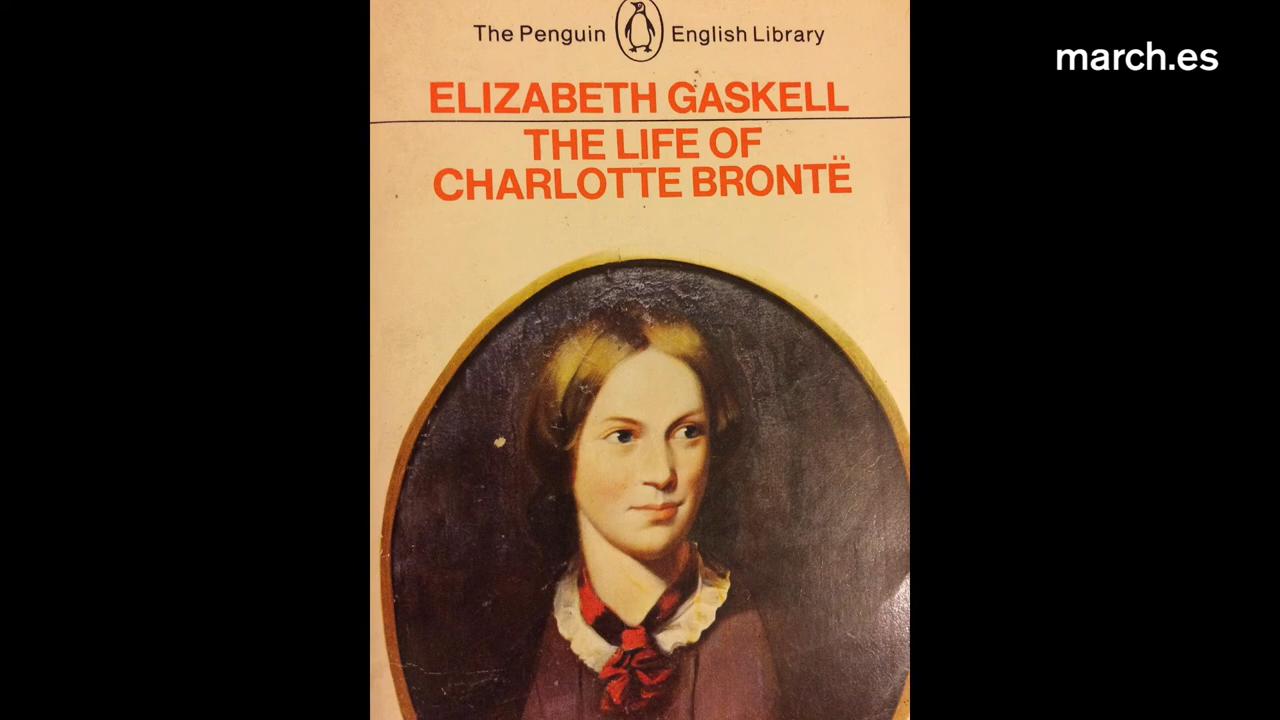 The Penguin English Library
march.es
ELIZABETH GASKELL
THE LIFE OF
CHARLOTTE BRONTË